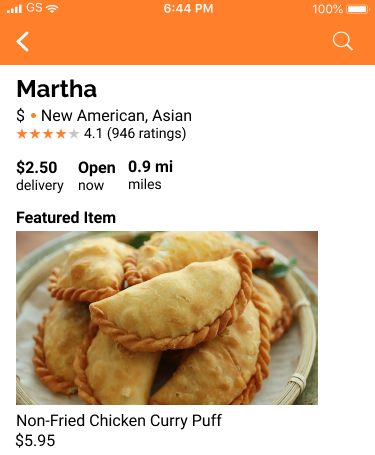 GS 6:44 PM 100%
Martha
$ • New American, Asian
4.1 (946 ratings)
$2.50 Open 0.9 mi
delivery now miles
Featured Item
Non-Fried Chicken Curry Puff
$5.95